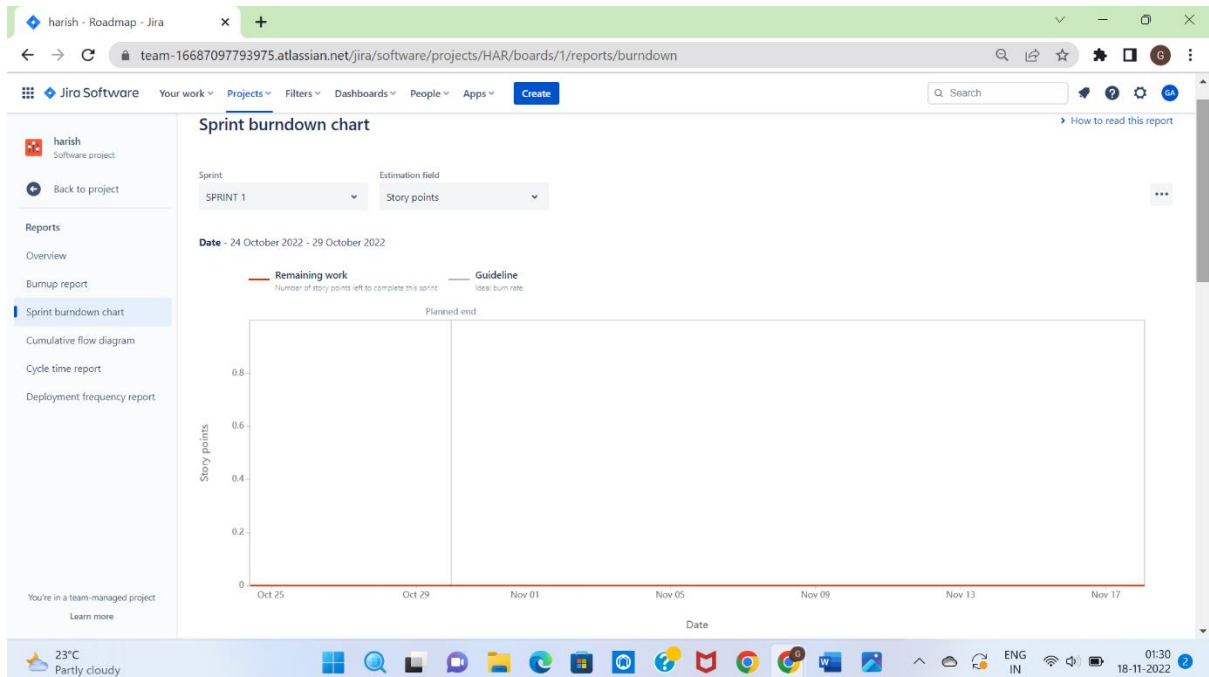 harish - Roadmap - Jira
team-16687097793975.atlassian.net/jira/software/projects/HAR/boards/1/reports/burndown
G
Jira Software Your work Projects Filters Dashboards People Apps Create Search GA
harish
Software project
Back to project
Reports
Overview
Burnup report
Sprint burndown chart
Cumulative flow diagram
Cycle time report
Deployment frequency report
You're in a team-managed project
Learn more
Sprint burndown chart
How to read this report
Sprint Estimation field
SPRINT 1 Story points
Date - 24 October 2022 - 29 October 2022
Remaining work
Number of story points left to complete this sprint
Guideline
Ideal burn rate
Planned end
Story points
0.8
0.6
0.4
0.2
0
Oct 25 Oct 29 Nov 01 Nov 05 Nov 09 Nov 13 Nov 17
Date
23°C
Partly cloudy
G
W
ENG
IN
01:30
18-11-2022
2